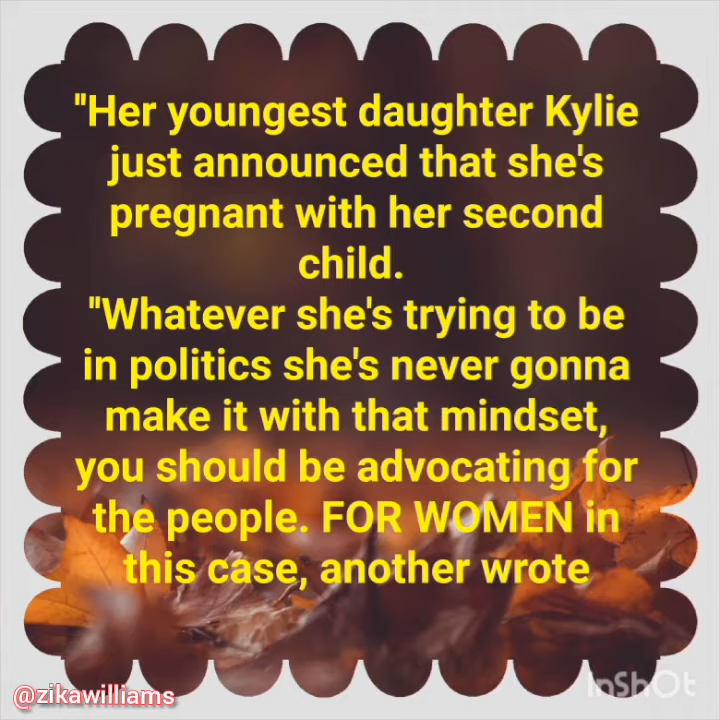 "Her youngest daughter Kylie
just announced that she's
pregnant with her second
child.
"Whatever she's trying to be
in politics she's never gonna
make it with that mindset,
you should be advocating for
the people. FOR WOMEN in
this case, another wrote
@zikawilliams
InShOt